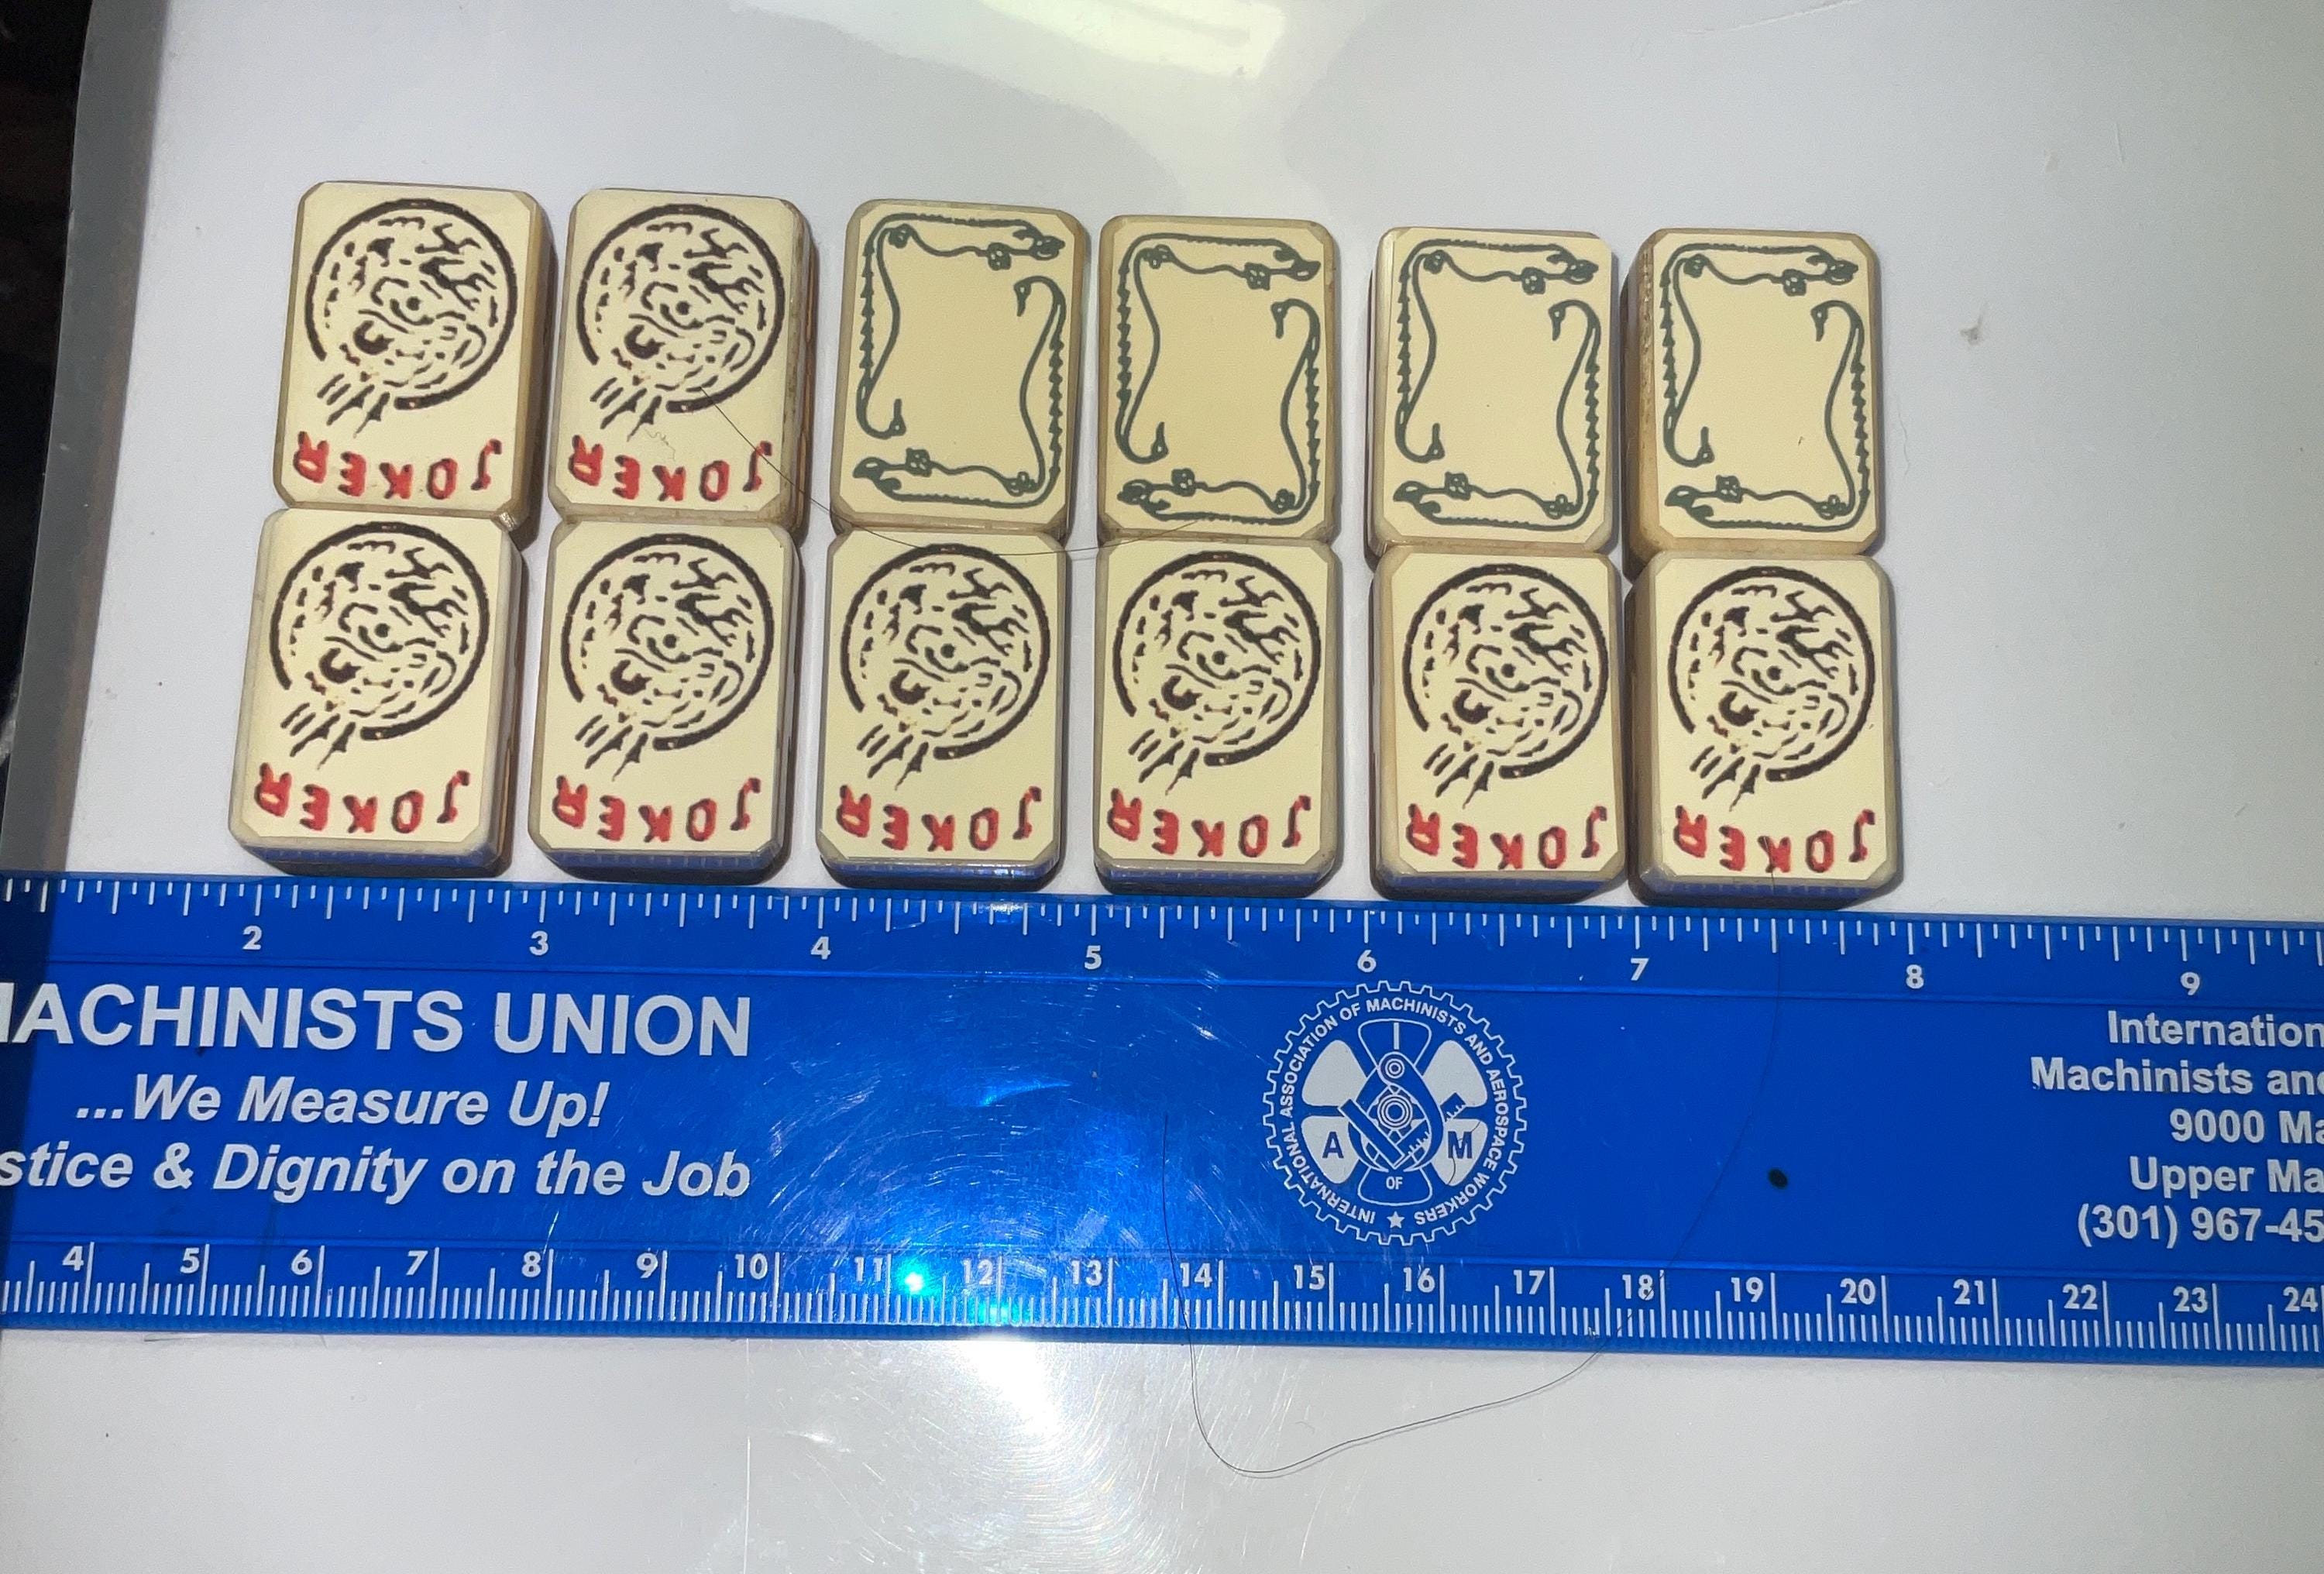 JOKER JOKER
JOKER JOKER JOKER JOKER JOKER JOKER
2 3 4 5 6 7 8 9
MACHINISTS UNION
...We Measure Up!
stice & Dignity on the Job
INTERNATIONAL ASSOCIATION OF MACHINISTS AND AEROSPACE WORKERS
I A M
OF
Internation
Machinists an
9000 Ma
Upper Ma
(301) 967-45
4 5 6 7 8 9 10 11 12 13 14 15 16 17 18 19 20 21 22 23 24